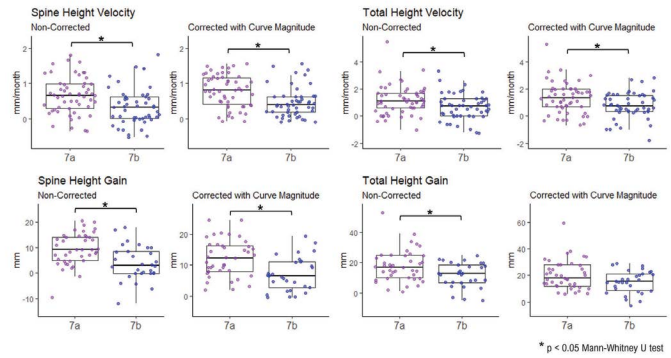 Spine Height Velocity
Total Height Velocity
Non-Corrected
Corrected with Curve Magnitude
Non-Corrected
Corrected with Curve Magnitude
*
*
*
*
mm/month
2
1
0
7a
7b
mm/month
2
1
0
7a
7b
mm/month
4
2
0
-2
7a
7b
mm/month
4
2
0
-2
7a
7b
Spine Height Gain
Total Height Gain
Non-Corrected
Corrected with Curve Magnitude
Non-Corrected
Corrected with Curve Magnitude
*
*
*
mm
20
10
0
-10
7a
7b
mm
30
20
10
0
7a
7b
mm
40
20
0
7a
7b
mm
60
40
20
0
7a
7b
* p < 0.05 Mann-Whitney U test